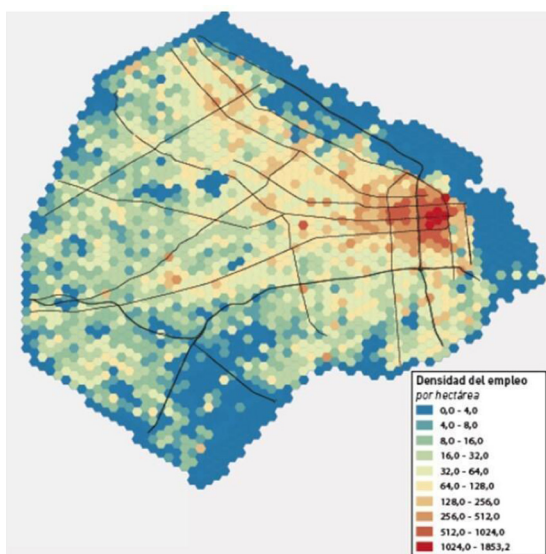 Densidad del empleo
por hectárea
0,0 - 4,0
4,0 - 8,0
8,0 - 16,0
16,0 - 32,0
32,0 - 64,0
64,0 - 128,0
128,0 - 256,0
256,0 - 512,0
512,0 - 1024,0
1024,0 - 1853,2